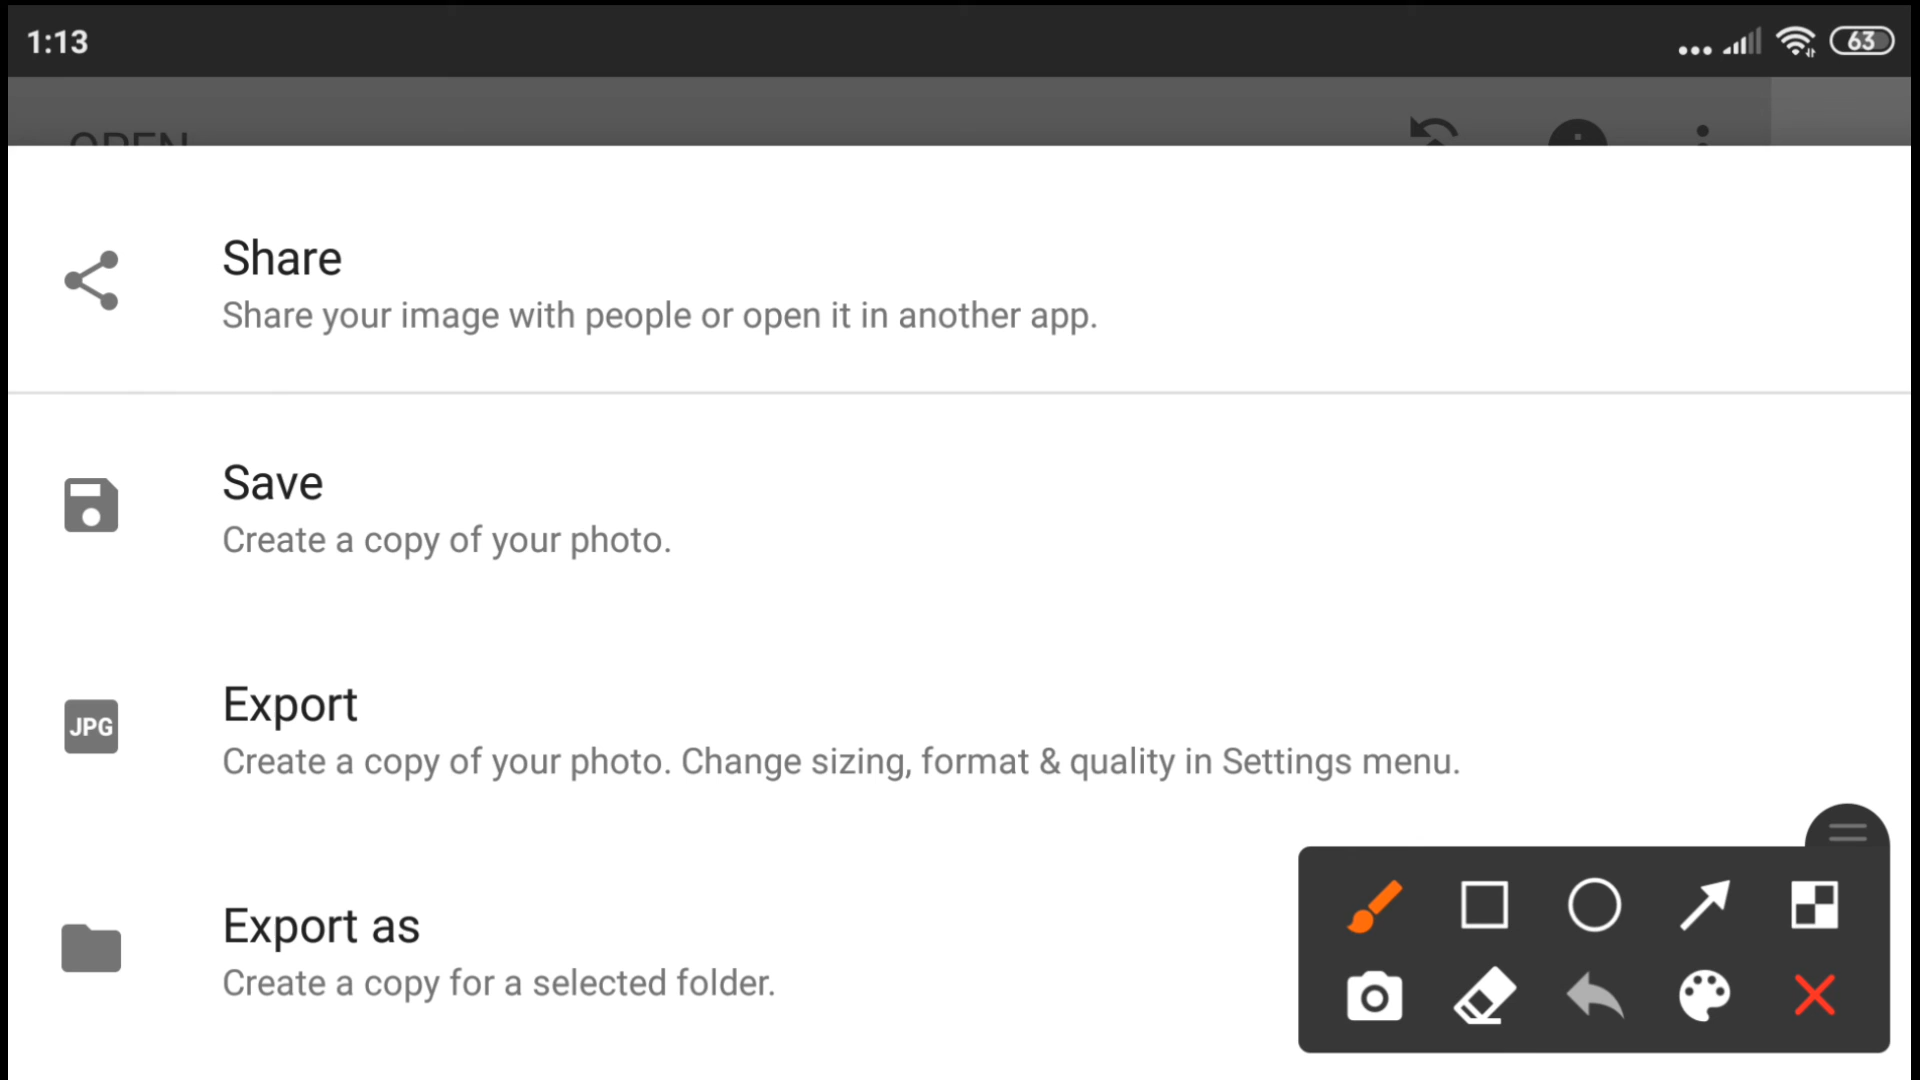 1:13
63
OPEN
Share
Share your image with people or open it in another app.
Save
Create a copy of your photo.
JPG
Export
Create a copy of your photo. Change sizing, format & quality in Settings menu.
Export as
Create a copy for a selected folder.